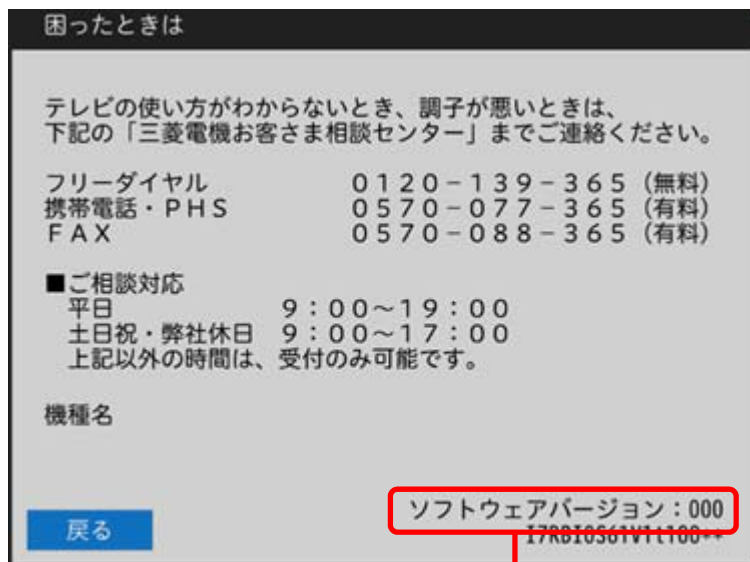 困ったときは
テレビの使い方がわからないとき、調子が悪いときは、
下記の「三菱電機お客さま相談センター」までご連絡ください。
フリーダイヤル 0120-139-365(無料)
携帯電話・PHS 0570-077-365(有料)
FAX 0570-088-365(有料)
■ご相談対応
平日 9:00~19:00
土日祝・弊社休日 9:00~17:00
上記以外の時間は、受付のみ可能です。
機種名
ソフトウェアバージョン:000
戻る